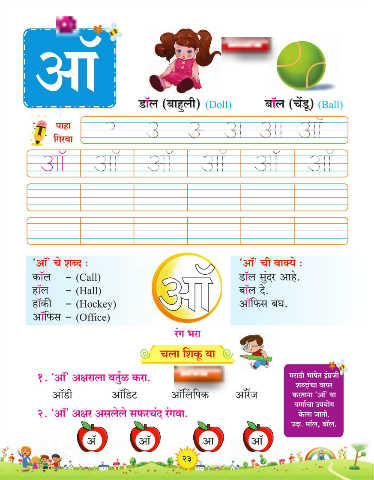 ऑ
डॉल (बाहुली) (Doll)
बॉल (चेंडू) (Ball)
पाहा
गिरवा
ऑ ऑ ऑ ऑ ऑ ऑ
'ऑ' चे शब्द :
कॉल – (Call)
हॉल – (Hall)
हॉकी – (Hockey)
ऑफिस – (Office)
ऑ
रंग भरा
'ऑ' ची वाक्ये :
डॉल सुंदर आहे.
बॉल दे.
ऑफिस बघ.
चला शिकू या
१. 'ऑ' अक्षराला वर्तुळ करा.
ऑडी ऑडिट ऑलिंपिक ऑरेंज
२. 'ऑ' अक्षर असलेले सफरचंद रंगवा.
ऑ आ
मराठी भाषेत इंग्रजी
शब्दांचा वापर
करताना 'ऑ' या
वर्णाचा उपयोग
केला जातो.
उदा. मॉल, बॉल.
२३